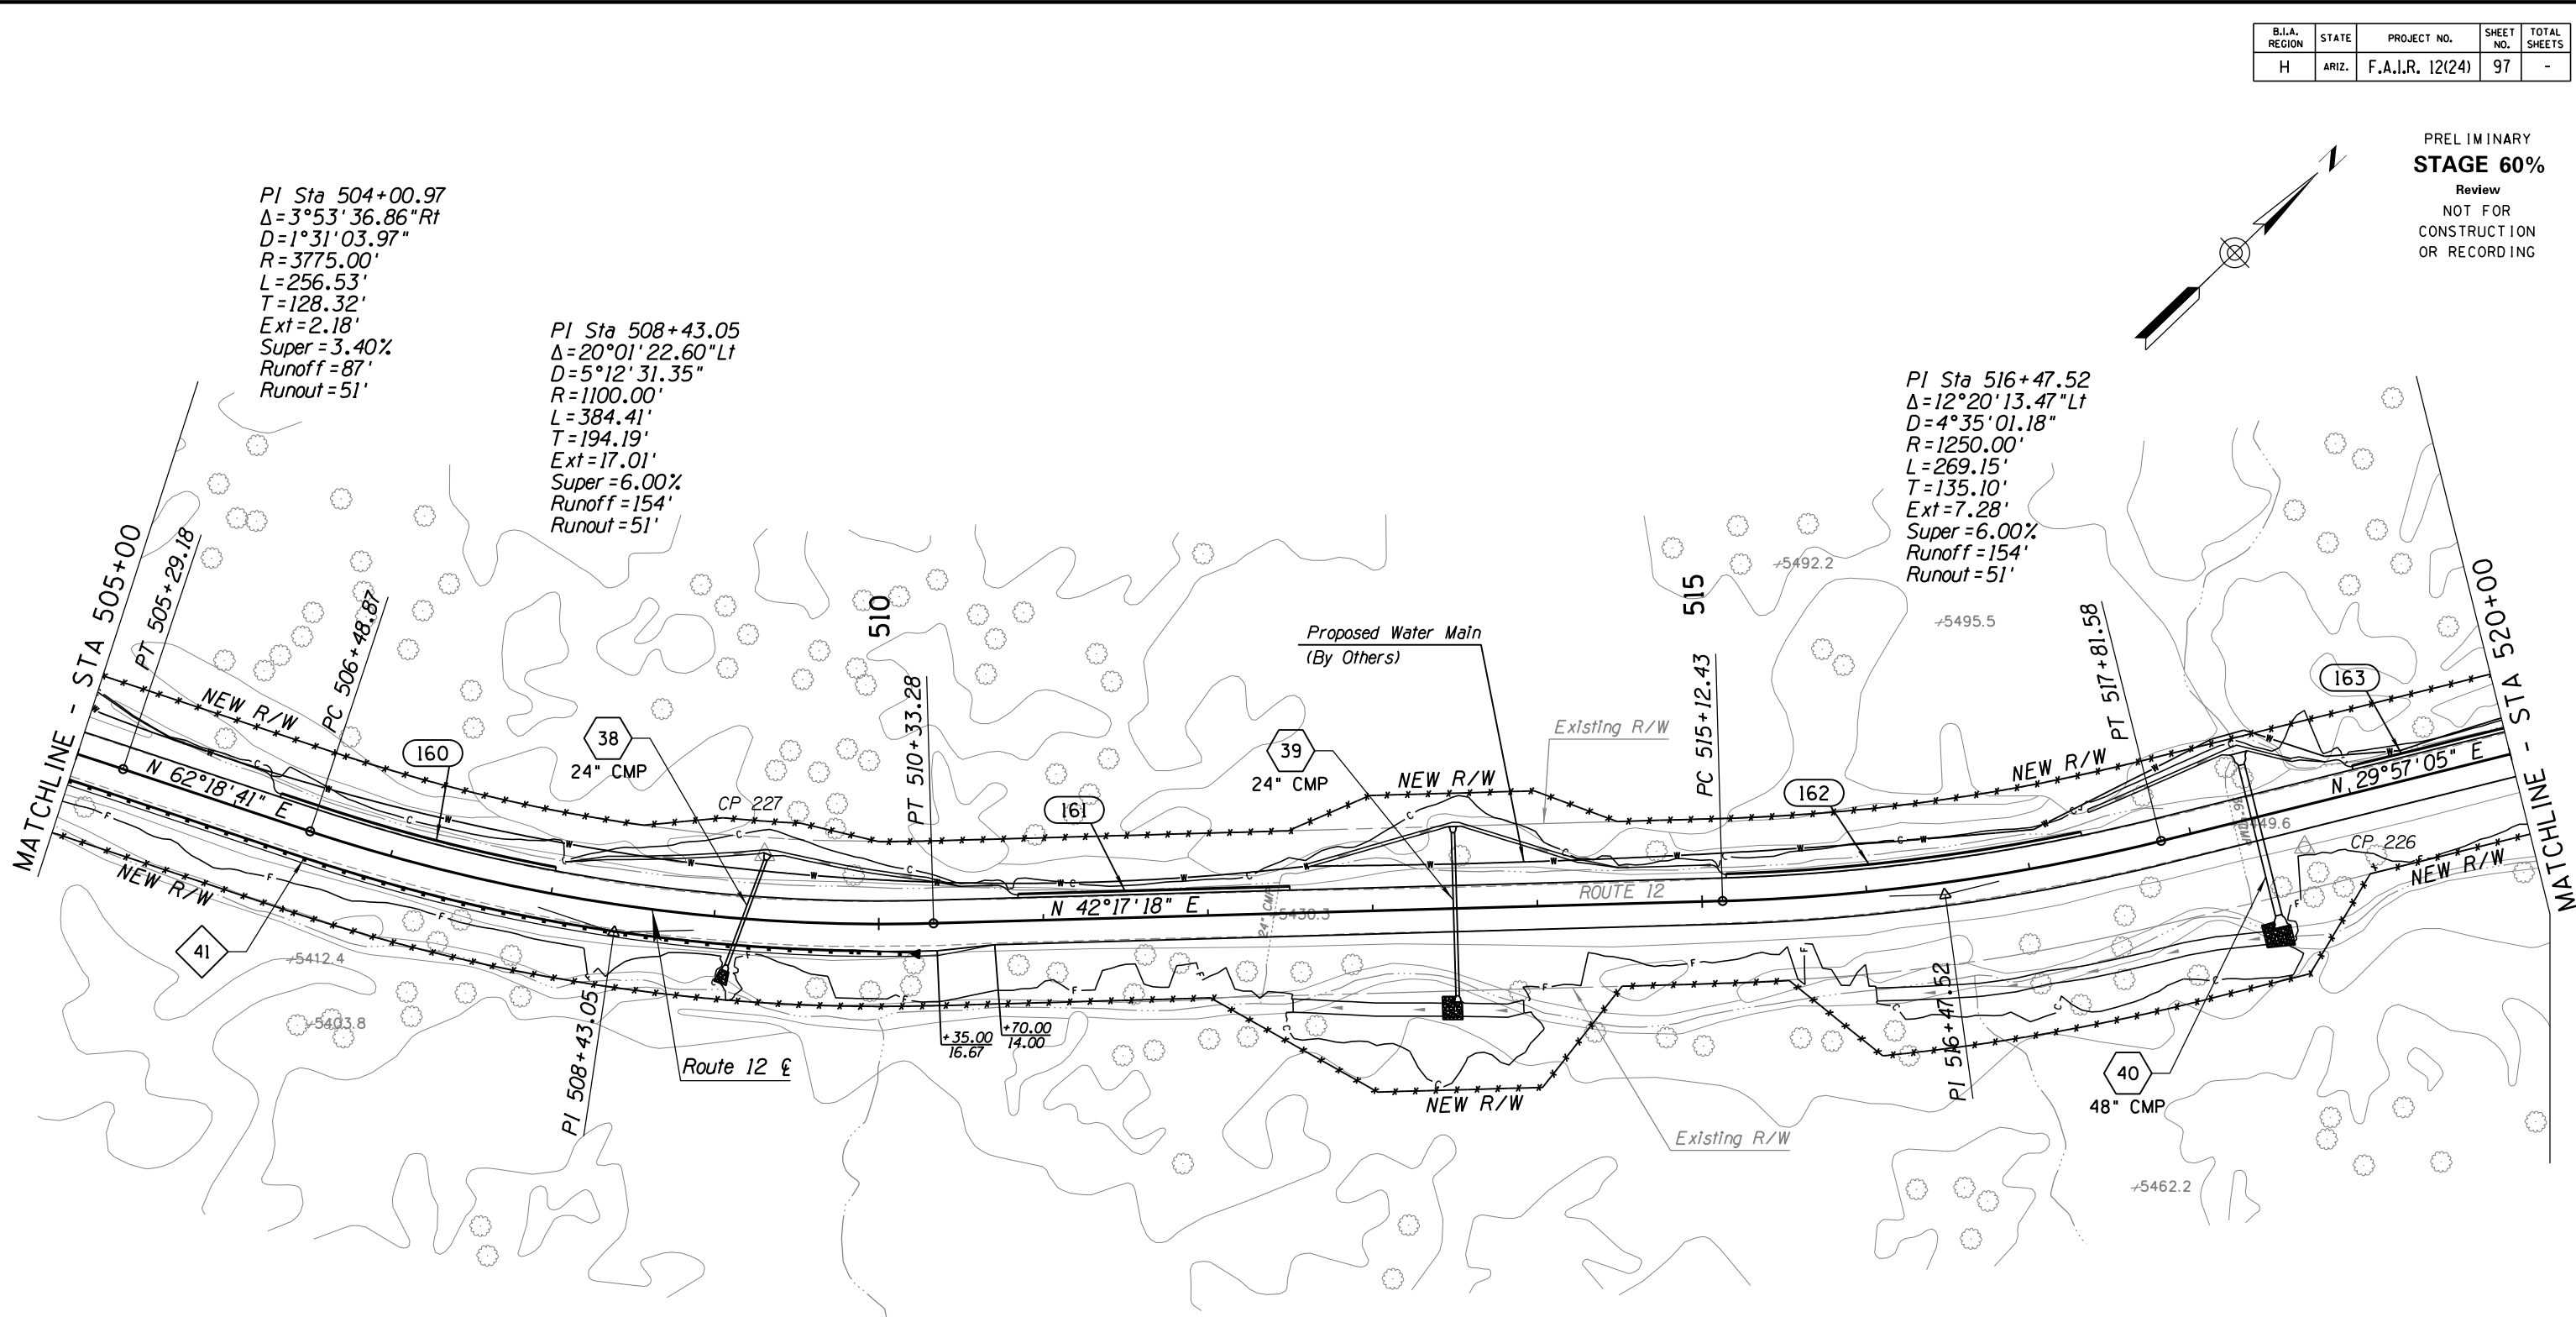 B.I.A. REGION STATE PROJECT NO. SHEET NO. TOTAL SHEETS
H ARIZ. F.A.I.R. 12(24) 97 -
PRELIMINARY
STAGE 60%
Review
NOT FOR
CONSTRUCTION
OR RECORDING
N
PI Sta 504+00.97
Δ=3°53'36.86"Rt
D=1°31'03.97"
R=3775.00'
L=256.53'
T=128.32'
Ext=2.18'
Super=3.40%
Runoff=87'
Runout=51'
PI Sta 508+43.05
Δ=20°01'22.60"Lt
D=5°12'31.35"
R=1100.00'
L=384.41'
T=194.19'
Ext=17.01'
Super=6.00%
Runoff=154'
Runout=51'
PI Sta 516+47.52
Δ=12°20'13.47"Lt
D=4°35'01.18"
R=1250.00'
L=269.15'
T=135.10'
Ext=7.28'
Super=6.00%
Runoff=154'
Runout=51'
MATCHLINE - STA 505+00
PT 505+29.18
PC 506+48.87
NEW R/W
N 62°18'41" E
NEW R/W
160
41
38
24" CMP
CP 227
510
PT 510+33.28
161
N 42°17'18" E
Proposed Water Main
(By Others)
39
24" CMP
NEW R/W
Existing R/W
515
PC 515+12.43
162
5492.2
5495.5
PT 517+81.58
NEW R/W
163
N 29°57'05" E
CP 226
NEW R/W
MATCHLINE - STA 520+00
ROUTE 12
5430.3
24" CMP
5412.4
5403.8
PI 508+43.05
Route 12 ℄
+35.00
16.67
+70.00
14.00
NEW R/W
Existing R/W
PI 516+47.52
40
48" CMP
5462.2